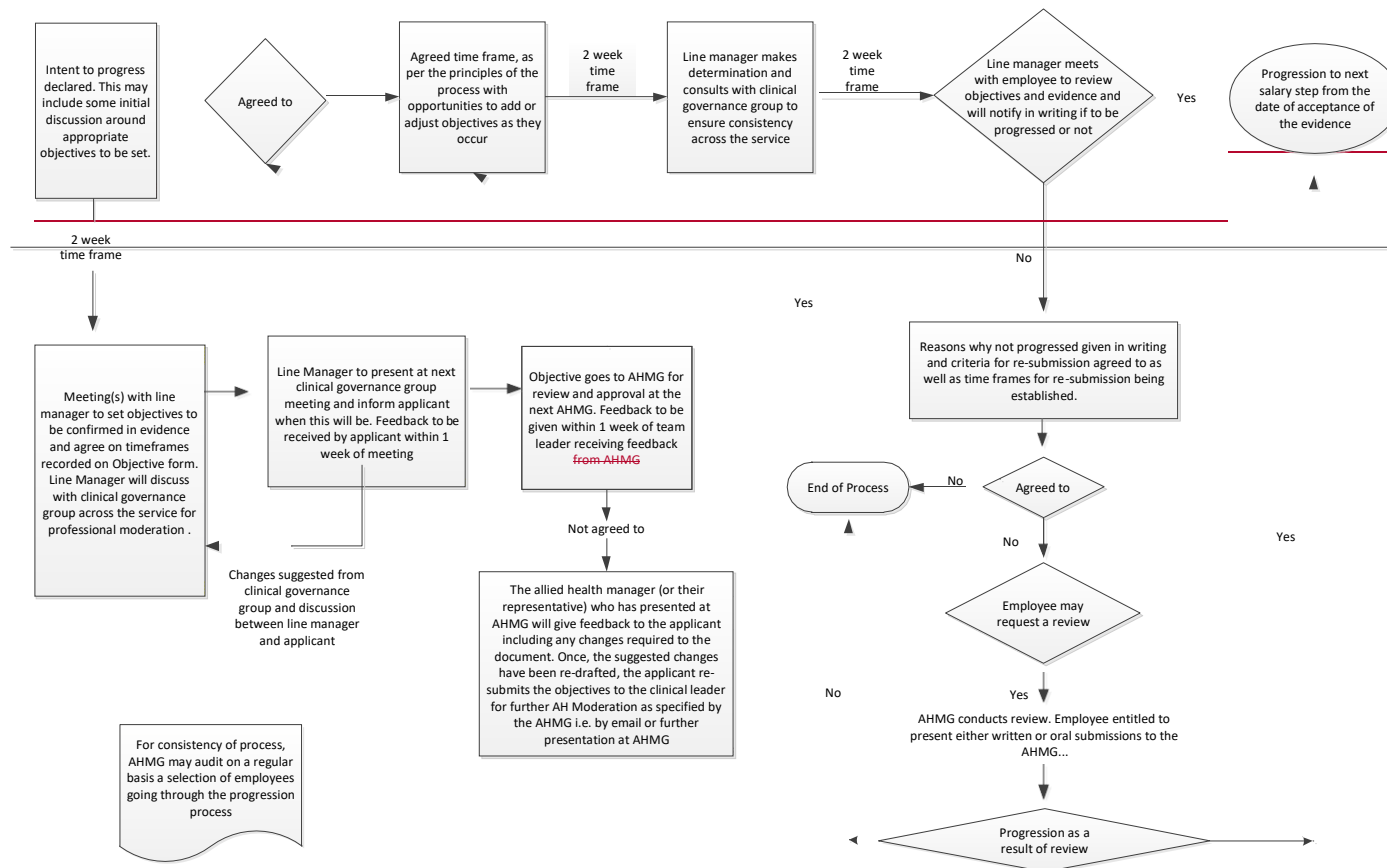 Intent to progress
declared. This may
include some initial
discussion around
appropriate
objectives to be set.
Agreed to
Agreed time frame, as
per the principles of the
process with
opportunities to add or
adjust objectives as they
occur
2 week
time
frame
Line manager makes
determination and
consults with clinical
governance group to
ensure consistency
across the service
2 week
time
frame
Line manager meets
with employee to review
objectives and evidence and
will notify in writing if to be
progressed or not
Yes
Progression to next
salary step from the
date of acceptance of
the evidence
2 week
time frame
No
Yes
Meeting(s) with line
manager to set objectives to
be confirmed in evidence
and agree on timeframes
recorded on Objective form.
Line Manager will discuss
with clinical governance
group across the service for
professional moderation .
Line Manager to present at next
clinical governance group
meeting and inform applicant
when this will be. Feedback to be
received by applicant within 1
week of meeting
Objective goes to AHMG for
review and approval at the
next AHMG. Feedback to be
given within 1 week of team
leader receiving feedback
from AHMG
Reasons why not progressed given in writing
and criteria for re-submission agreed to as
well as time frames for re-submission being
established.
End of Process
No
Agreed to
Not agreed to
No
Yes
Changes suggested from
clinical governance
group and discussion
between line manager
and applicant
The allied health manager (or their
representative) who has presented at
AHMG will give feedback to the applicant
including any changes required to the
document. Once, the suggested changes
have been re-drafted, the applicant re-
submits the objectives to the clinical leader
for further AH Moderation as specified by
the AHMG i.e. by email or further
presentation at AHMG
Employee may
request a review
No
Yes
AHMG conducts review. Employee entitled to
present either written or oral submissions to the
AHMG...
For consistency of process,
AHMG may audit on a regular
basis a selection of employees
going through the progression
process
Progression as a
result of review